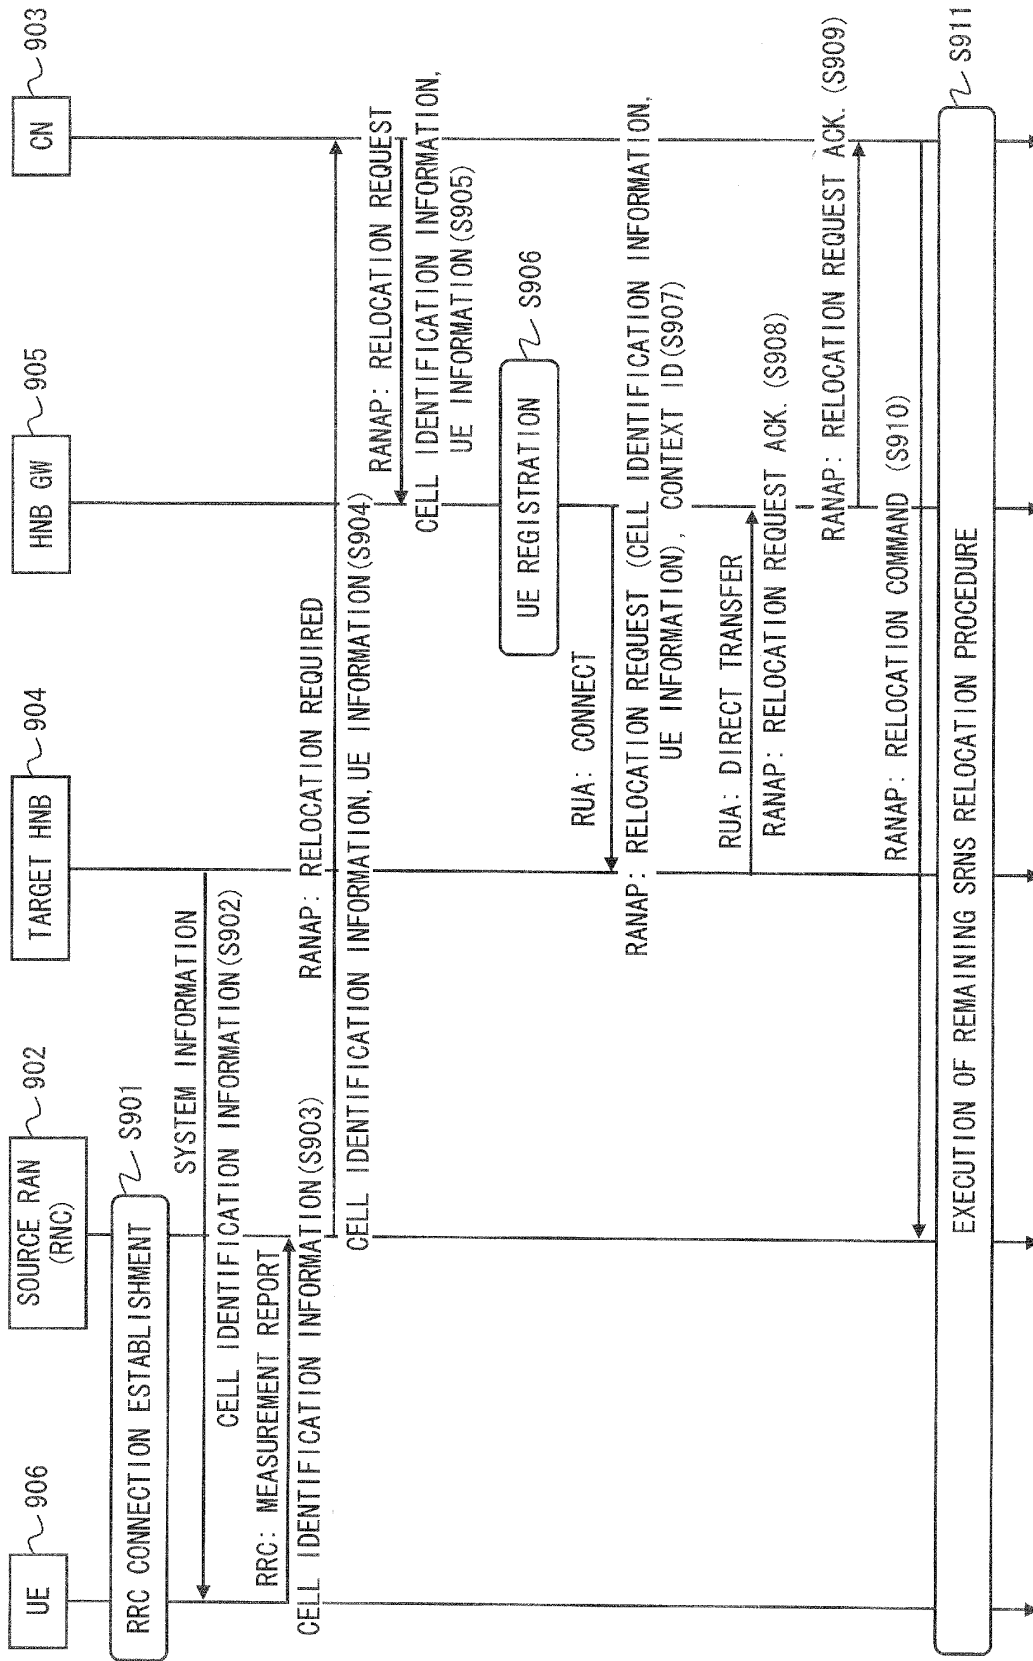 UE
906
SOURCE RAN
(RNC)
902
TARGET HNB
904
HNB GW
905
CN
903
RRC CONNECTION ESTABLISHMENT
S901
SYSTEM INFORMATION
CELL IDENTIFICATION INFORMATION(S902)
RRC: MEASUREMENT REPORT
CELL IDENTIFICATION INFORMATION(S903)
RANAP: RELOCATION REQUIRED
CELL IDENTIFICATION INFORMATION, UE INFORMATION(S904)
RANAP: RELOCATION REQUEST
CELL IDENTIFICATION INFORMATION,
UE INFORMATION(S905)
UE REGISTRATION
S906
RUA: CONNECT
RANAP: RELOCATION REQUEST (CELL IDENTIFICATION INFORMATION,
UE INFORMATION), CONTEXT ID(S907)
RUA: DIRECT TRANSFER
RANAP: RELOCATION REQUEST ACK. (S908)
RANAP: RELOCATION REQUEST ACK. (S909)
RANAP: RELOCATION COMMAND (S910)
EXECUTION OF REMAINING SRNS RELOCATION PROCEDURE
S911